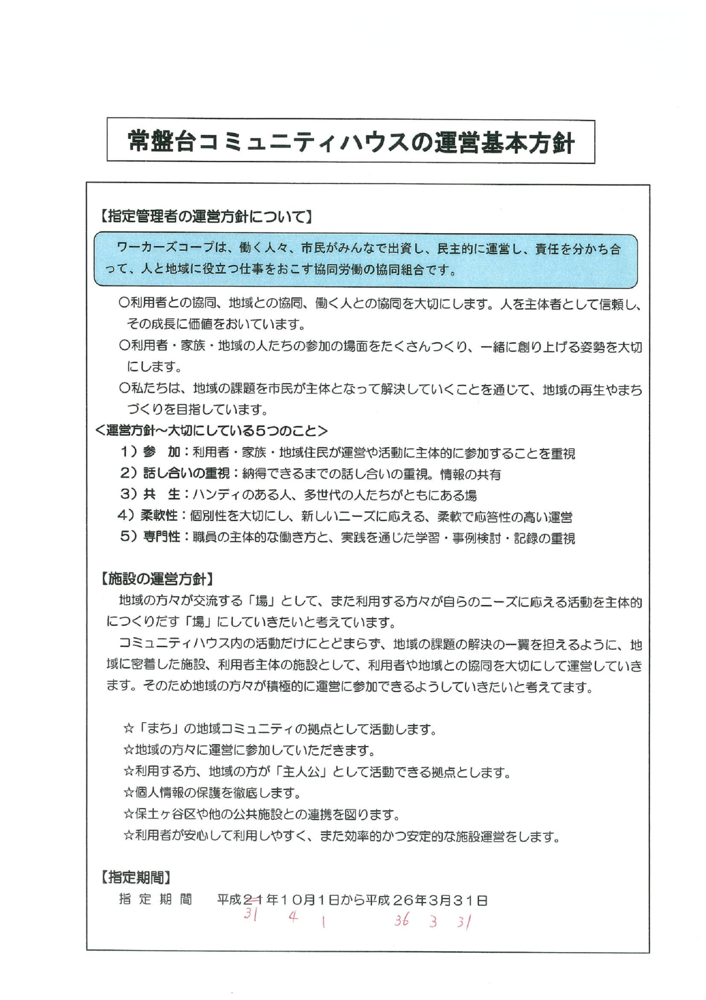 常盤台コミュニティハウスの運営基本方針
【指定管理者の運営方針について】
ワーカーズコープは、働く人々、市民がみんなで出資し、民主的に運営し、責任を分かち合
って、人と地域に役立つ仕事をおこす協同労働の協同組合です。
〇利用者との協同、地域との協同、働く人との協同を大切にします。人を主体者として信頼し、
その成長に価値をおいています。
〇利用者・家族・地域の人たちの参加の場面をたくさんつくり、一緒に創り上げる姿勢を大切
にします。
〇私たちは、地域の課題を市民が主体となって解決していくことを通じて、地域の再生やまち
づくりを目指しています。
＜運営方針～大切にしている５つのこと＞
１）参　加：利用者・家族・地域住民が運営や活動に主体的に参加することを重視
２）話し合いの重視：納得できるまでの話し合いの重視。情報の共有
３）共　生：ハンディのある人、多世代の人たちがともにある場
４）柔軟性：個別性を大切にし、新しいニーズに応える、柔軟で応答性の高い運営
５）専門性：職員の主体的な働き方と、実践を通じた学習・事例検討・記録の重視
【施設の運営方針】
地域の方々が交流する「場」として、また利用する方々が自らのニーズに応える活動を主体的
につくりだす「場」にしていきたいと考えています。
コミュニティハウス内の活動だけにとどまらず、地域の課題の解決の一翼を担えるように、地
域に密着した施設、利用者主体の施設として、利用者や地域との協同を大切にして運営していき
ます。そのため地域の方々が積極的に運営に参加できるようしていきたいと考えてます。
☆「まち」の地域コミュニティの拠点として活動します。
☆地域の方々に運営に参加していただきます。
☆利用する方、地域の方が「主人公」として活動できる拠点とします。
☆個人情報の保護を徹底します。
☆保土ヶ谷区や他の公共施設との連携を図ります。
☆利用者が安心して利用しやすく、また効率的かつ安定的な施設運営をします。
【指定期間】
指　定　期　間　　平成２１年１０月１日から平成２６年３月３１日
31 4 1 36 3 31